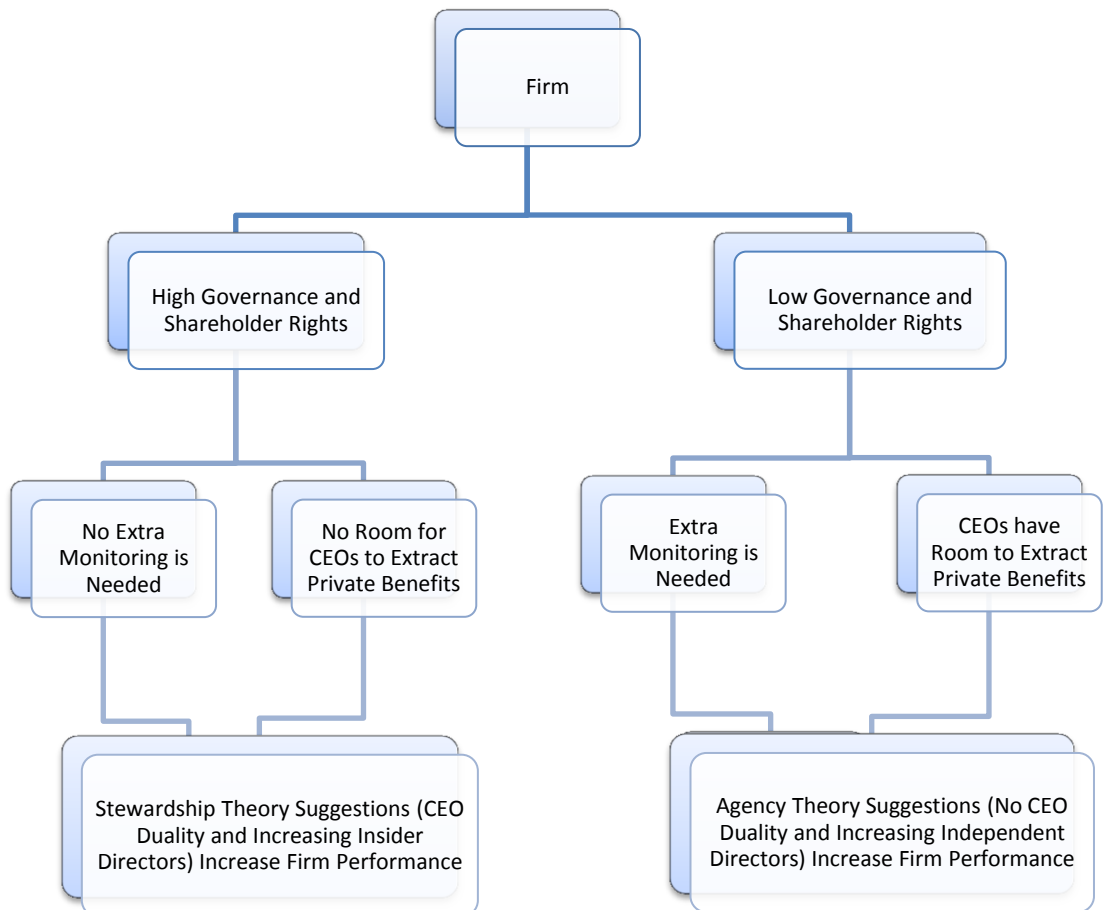 Firm
High Governance and
Shareholder Rights
Low Governance and
Shareholder Rights
No Extra
Monitoring is
Needed
No Room for
CEOs to Extract
Private Benefits
Extra
Monitoring is
Needed
CEOs have
Room to Extract
Private Benefits
Stewardship Theory Suggestions (CEO
Duality and Increasing Insider
Directors) Increase Firm Performance
Agency Theory Suggestions (No CEO
Duality and Increasing Independent
Directors) Increase Firm Performance